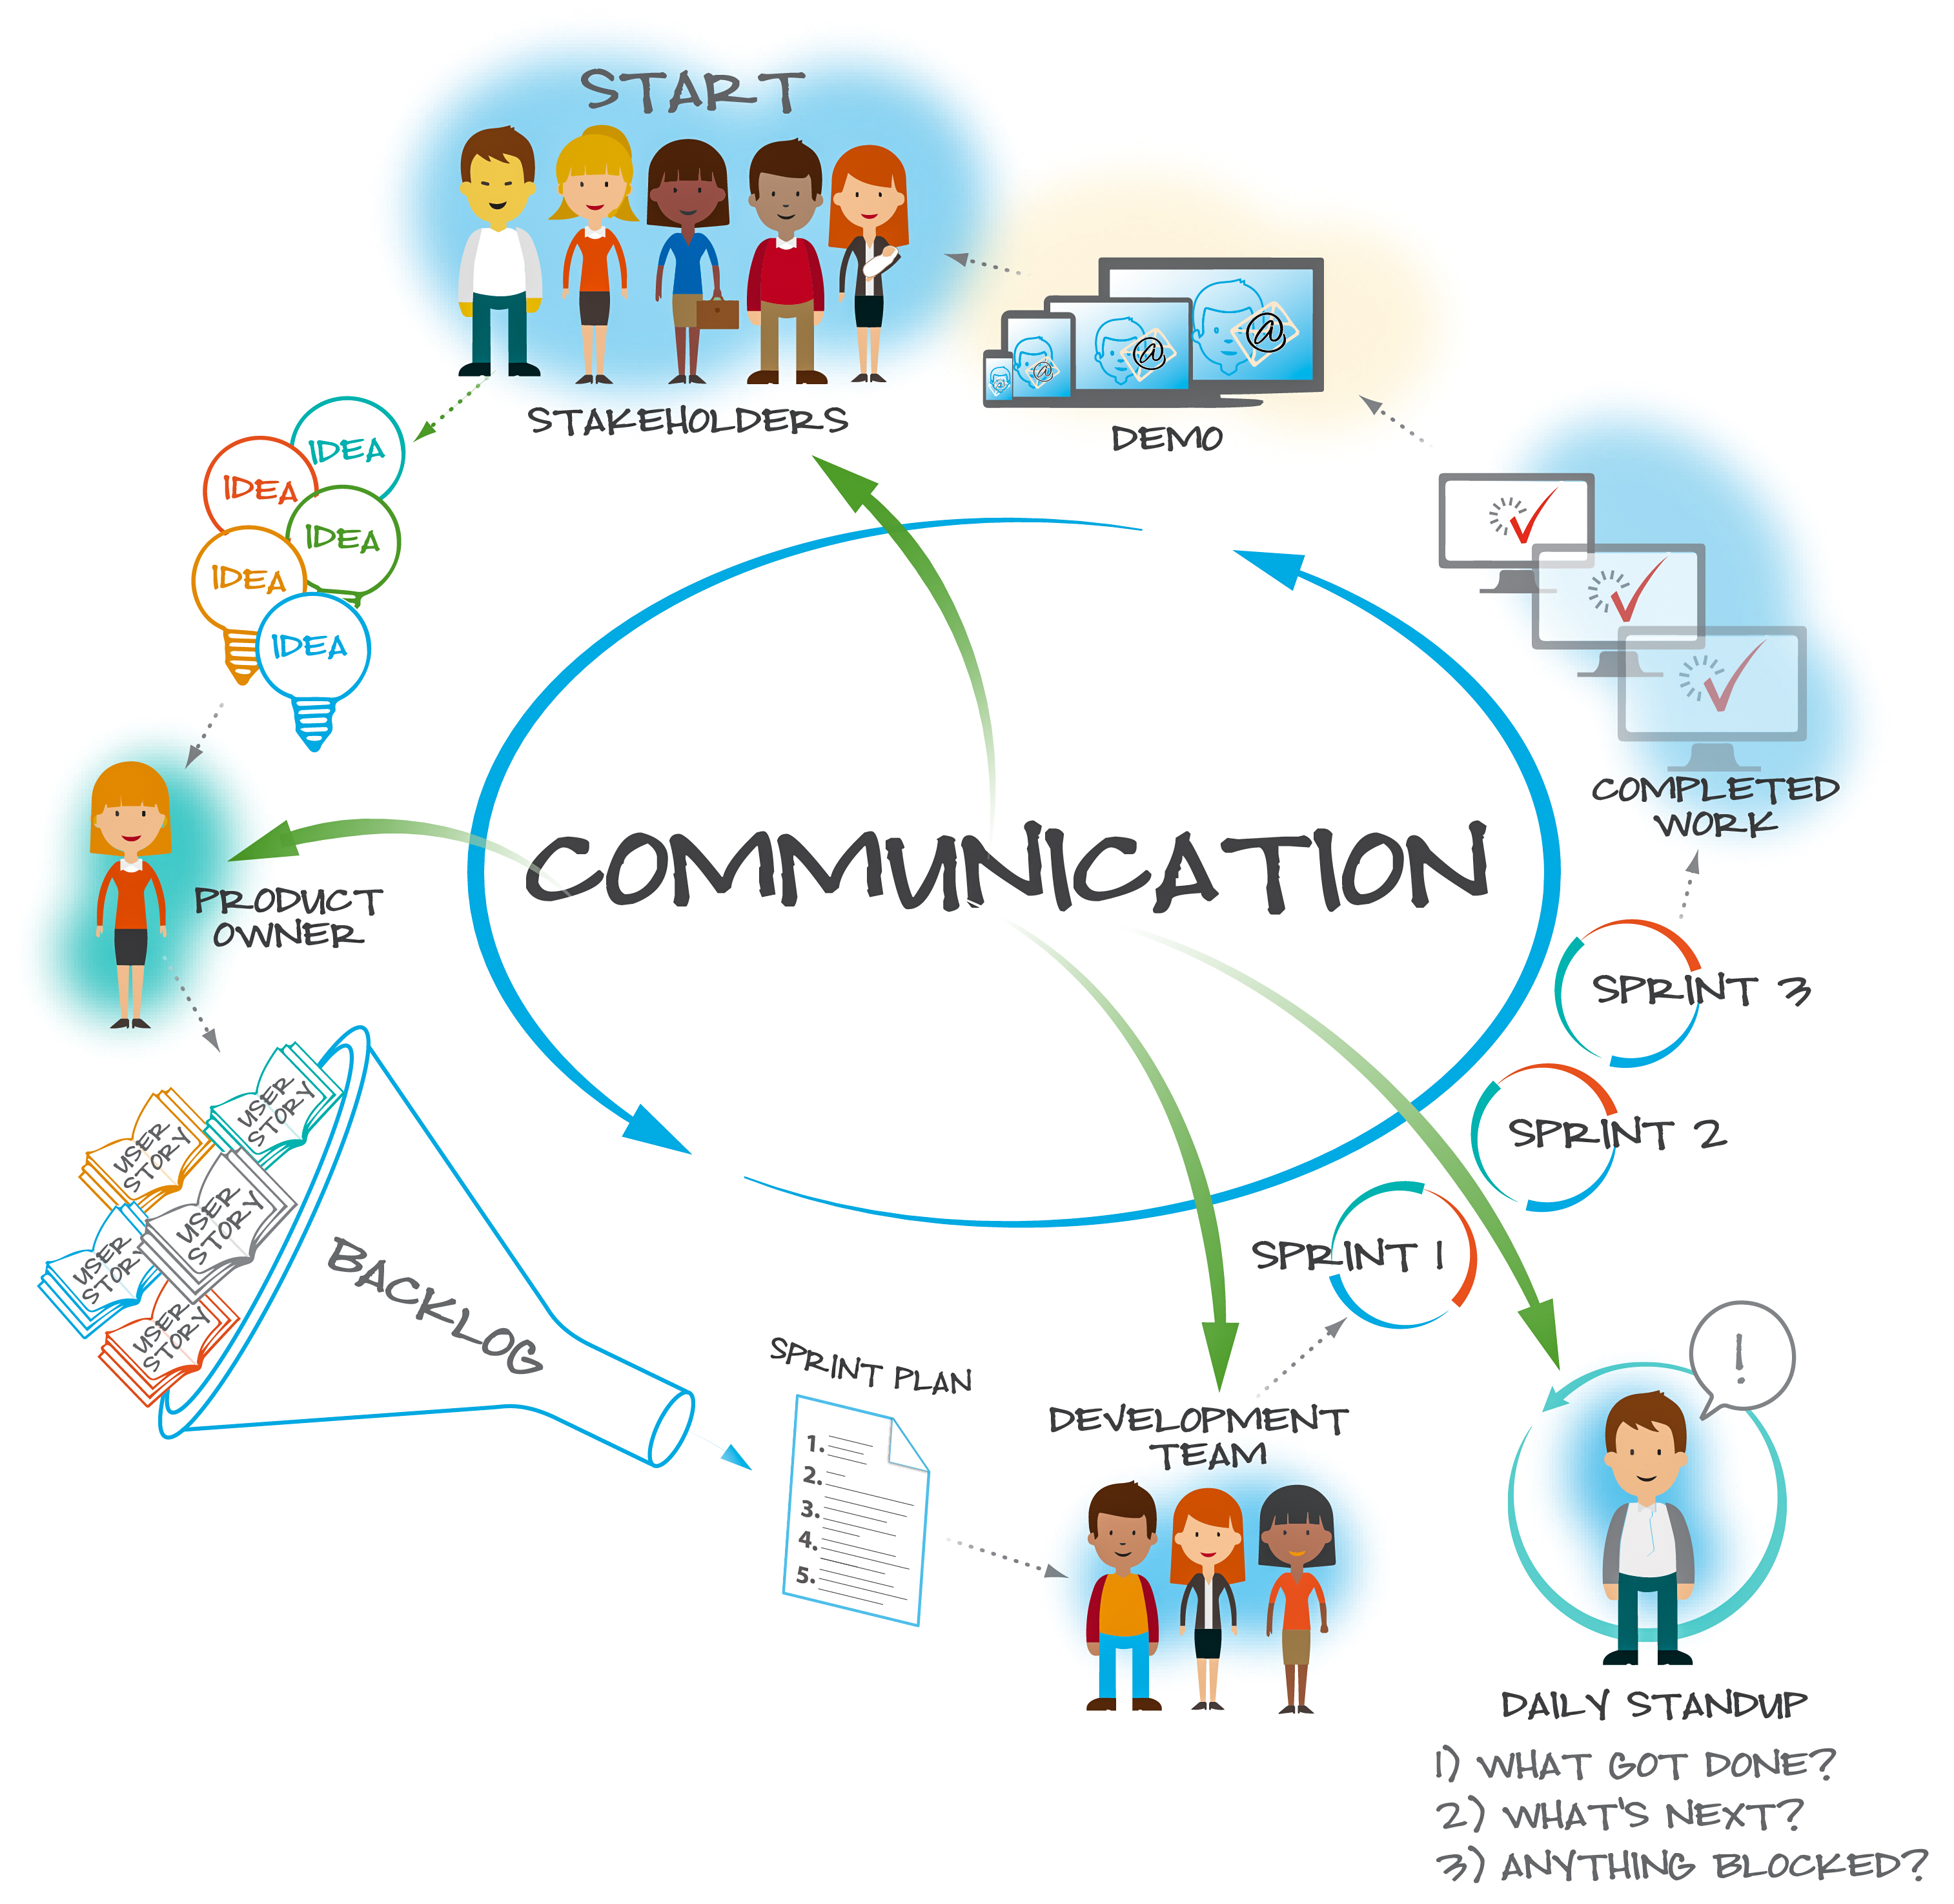 START
STAKEHOLDERS
DEMO
IDEA
IDEA
IDEA
IDEA
IDEA
@
@
@
@
COMPLETED
WORK
COMMUNICATION
PRODUCT
OWNER
SPRINT 3
SPRINT 2
SPRINT 1
USER
STORY
USER
STORY
USER
STORY
USER
STORY
USER
STORY
BACKLOG
SPRINT PLAN
1.
2.
3.
4.
5.
DEVELOPMENT
TEAM
!
DAILY STANDUP
1) WHAT GOT DONE?
2) WHAT'S NEXT?
3) ANYTHING BLOCKED?